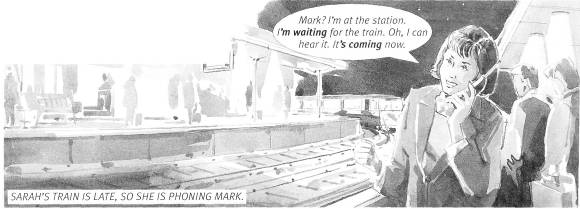 Mark? I'm at the station.
I'm waiting for the train. Oh, I can
hear it. It's coming now.
SARAH'S TRAIN IS LATE, SO SHE IS PHONING MARK.